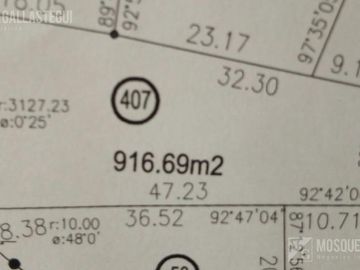 18.05
GALLASTEGUI
89°
92°5
23.17
97°35'0
32.30
9.1
407
r:3127.23
ø:0°25'
916.69m2
47.23
92°42'0
36.52
92°47'04"
10.71
8.38
r:10.00
ø:48°0'
87°
MOSQUE